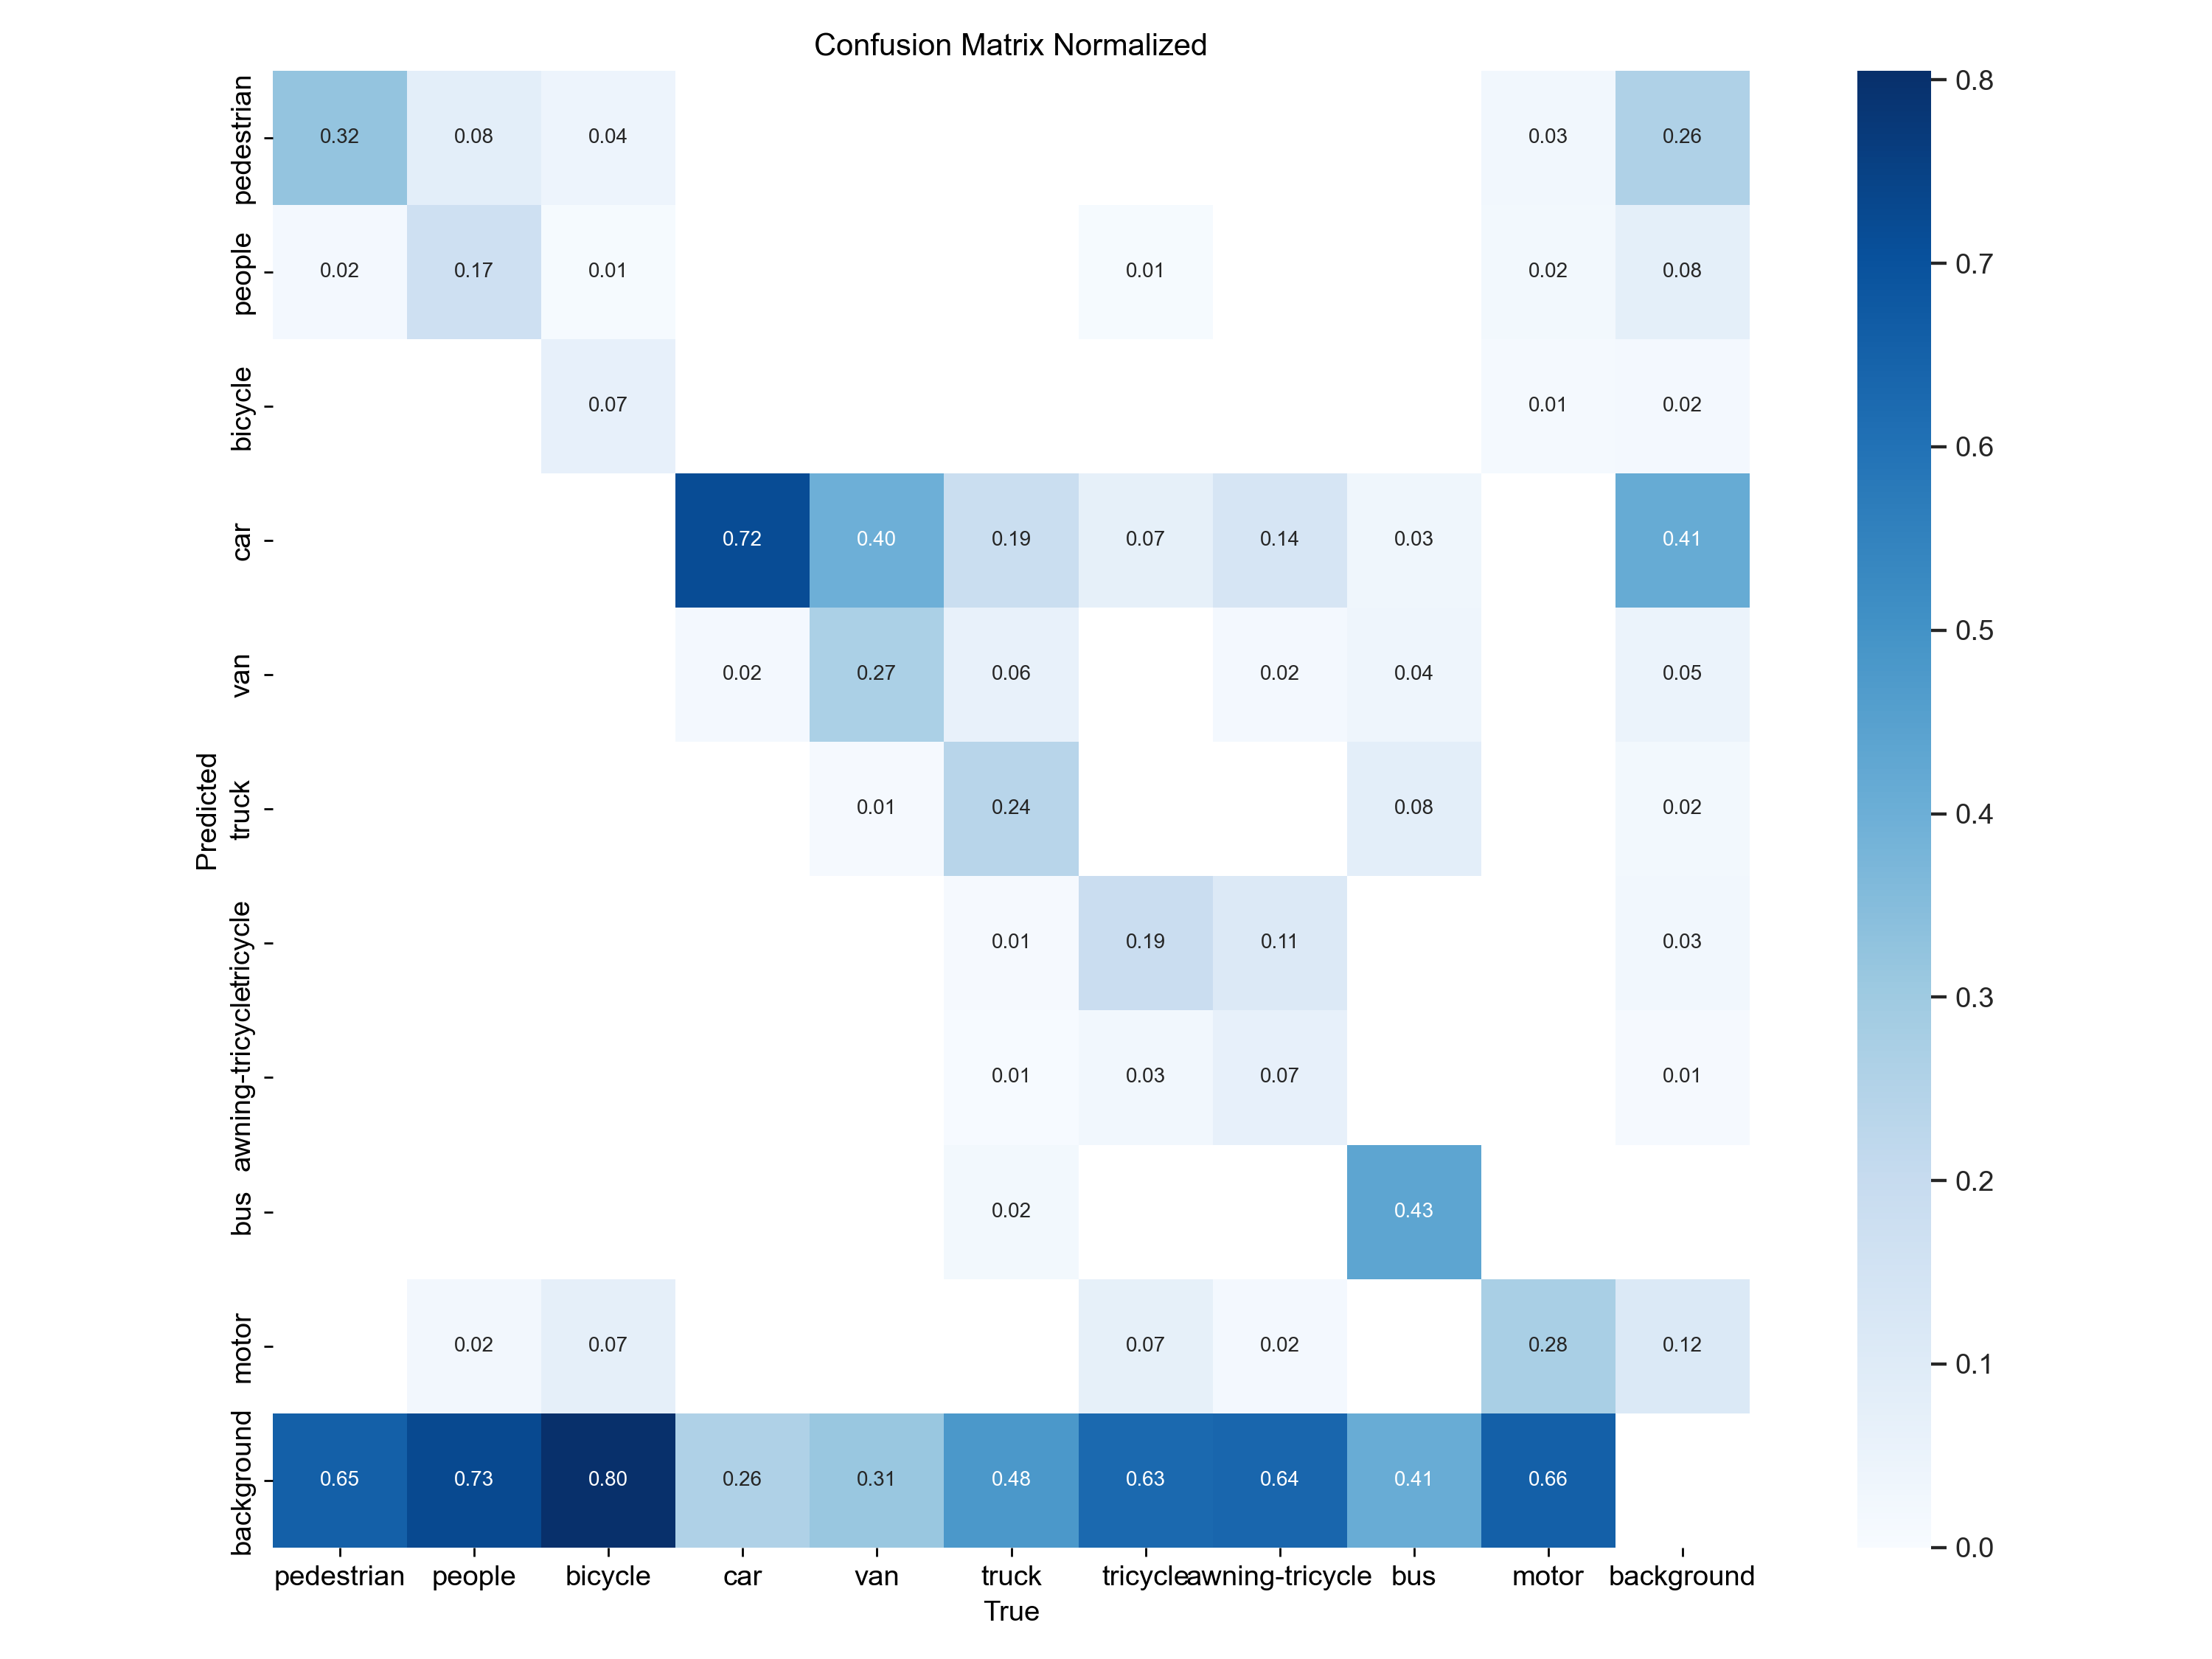 Confusion Matrix Normalized
pedestrian 0.32 0.08 0.04 0.03 0.26
people 0.02 0.17 0.01 0.01 0.02 0.08
bicycle 0.07 0.01 0.02
car 0.72 0.40 0.19 0.07 0.14 0.03 0.41
van 0.02 0.27 0.06 0.02 0.04 0.05
truck 0.01 0.24 0.08 0.02
tricycle 0.01 0.19 0.11 0.03
awning-tricycle 0.01 0.03 0.07 0.01
bus 0.02 0.43
motor 0.02 0.07 0.07 0.02 0.28 0.12
background 0.65 0.73 0.80 0.26 0.31 0.48 0.63 0.64 0.41 0.66
pedestrian people bicycle car van truck tricycle awning-tricycle bus motor background
True
Predicted
0.8
0.7
0.6
0.5
0.4
0.3
0.2
0.1
0.0